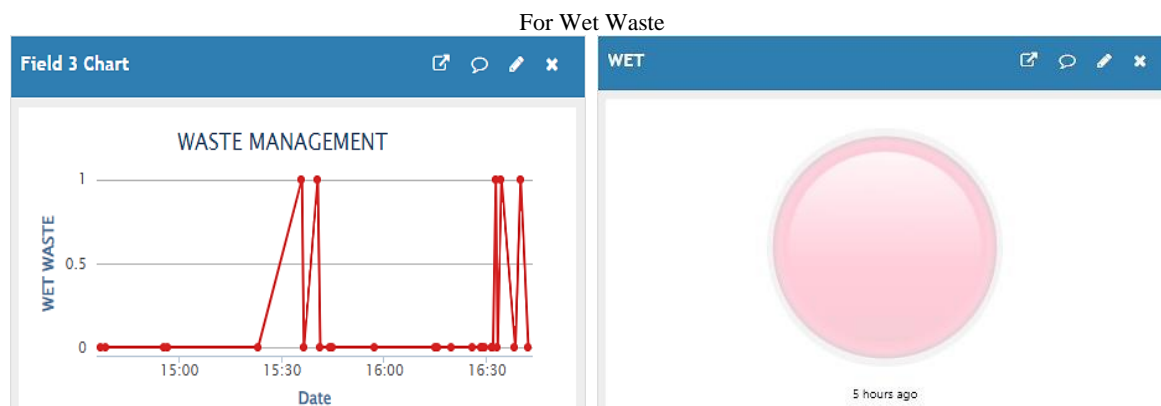 For Wet Waste
Field 3 Chart
WASTE MANAGEMENT
WET WASTE
1
0.5
0
15:00 15:30 16:00 16:30
Date
WET
5 hours ago